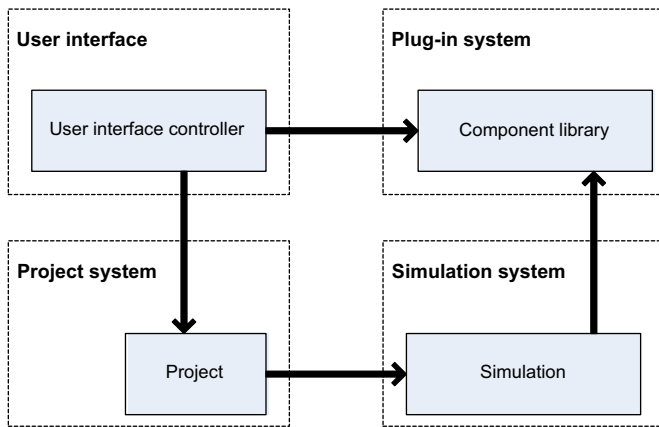 User interface
User interface controller
Plug-in system
Component library
Project system
Project
Simulation system
Simulation